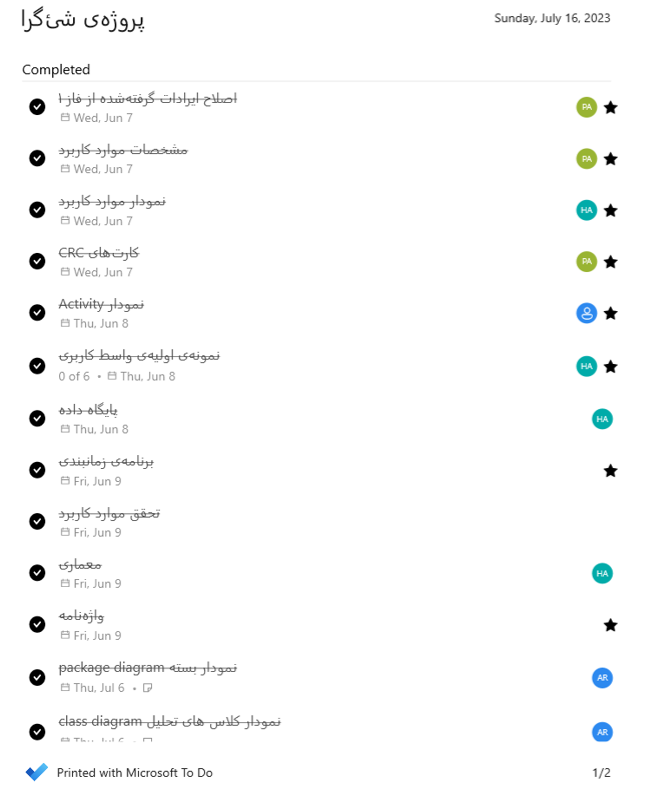 پروژه‌ی شئ‌گرا
Sunday, July 16, 2023
Completed
اصلاح ایرادات گرفته‌شده از فاز ۱
Wed, Jun 7
PA
مشخصات موارد کاربرد
Wed, Jun 7
PA
نمودار موارد کاربرد
Wed, Jun 7
HA
کارت‌های CRC
Wed, Jun 7
PA
نمودار Activity
Thu, Jun 8
نمونه‌ی اولیه‌ی واسط کاربری
0 of 6 • Thu, Jun 8
HA
پایگاه داده
Thu, Jun 8
HA
برنامه‌ی زمانبندی
Fri, Jun 9
تحقق موارد کاربرد
Fri, Jun 9
معماری
Fri, Jun 9
HA
واژه‌نامه
Fri, Jun 9
نمودار بسته package diagram
Thu, Jul 6 •
AR
نمودار کلاس های تحلیل class diagram
Thu, Jul 6 •
AR
Printed with Microsoft To Do
1/2